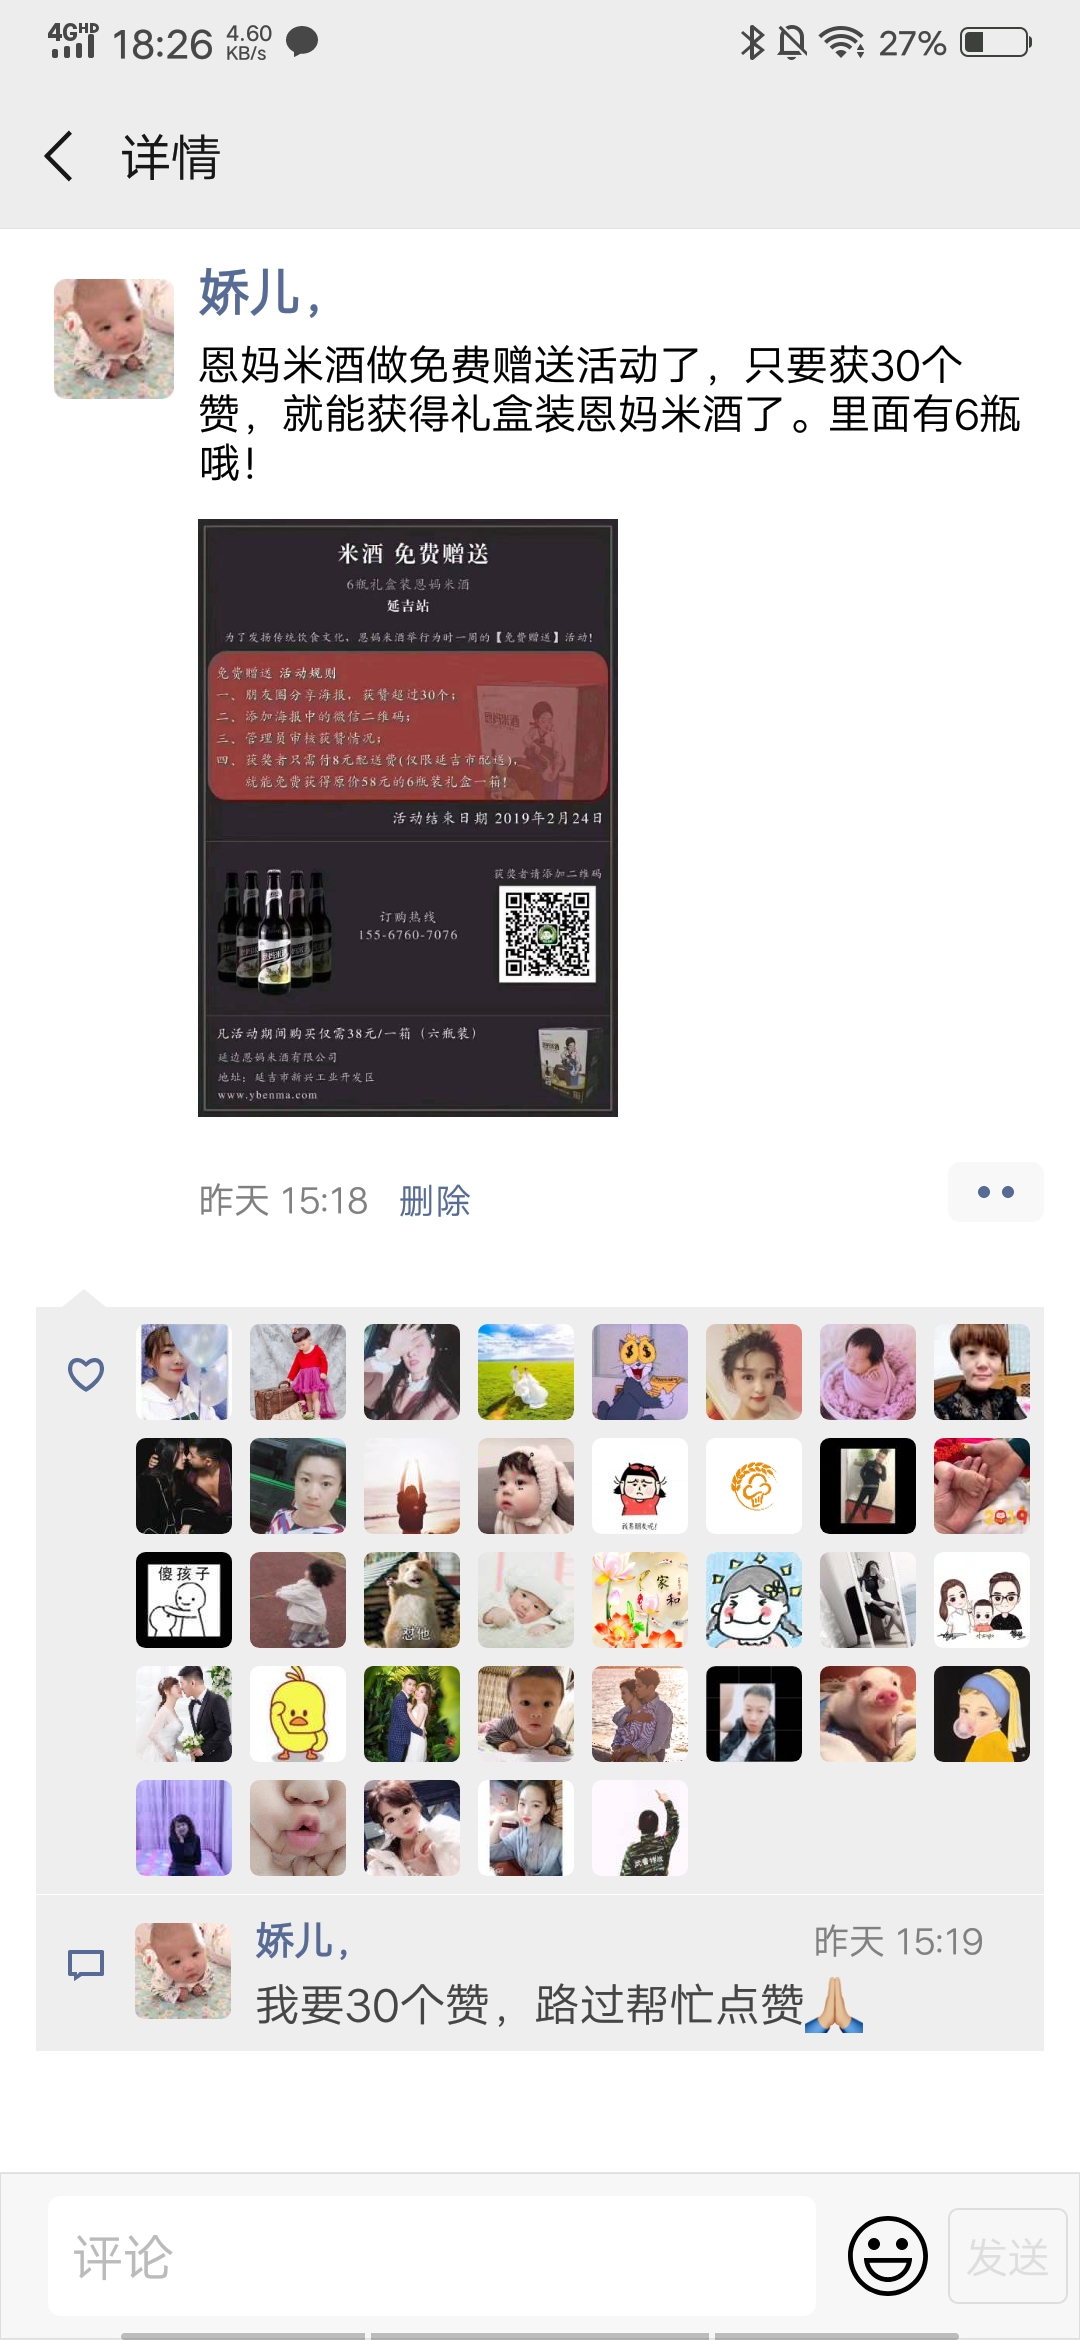 4G HD 18:26 4.60 KB/s 27%
详情
娇儿，
恩妈米酒做免费赠送活动了，只要获30个
赞，就能获得礼盒装恩妈米酒了。里面有6瓶
哦！
米酒 免费赠送
6瓶礼盒装恩妈米酒
延吉站
为了发扬传统饮食文化，恩妈米酒举行为时一周的【免费赠送】活动!
免费赠送 活动规则
一、朋友圈分享海报，获赞超过30个；
二、添加海报中的微信二维码；
三、管理员审核获赞情况；
四、获奖者只需付8元配送费(仅限延吉市配送)，
就能免费获得原价58元的6瓶装礼盒一箱!
活动结束日期 2019年2月24日
获奖者请添加二维码
订购热线
155-6760-7076
凡活动期间购买仅需38元/一箱（六瓶装）
延边恩妈米酒有限公司
地址：延吉市新兴工业开发区
www.ybenma.com
昨天 15:18 删除
2019
傻孩子
怼他
家和
娇儿， 昨天 15:19
我要30个赞，路过帮忙点赞🙏🏼
评论 发送